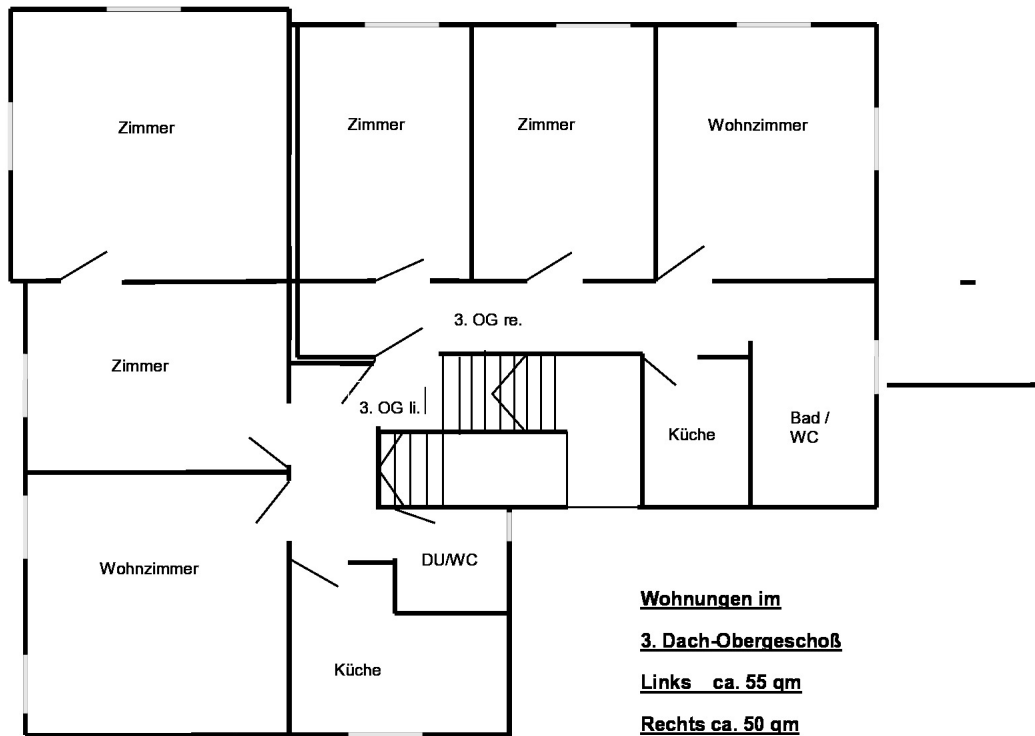 Zimmer
Zimmer
Zimmer
Wohnzimmer
3. OG re.
Zimmer
3. OG li.
Küche
Bad /
WC
Wohnzimmer
DU/WC
Küche
Wohnungen im
3. Dach-Obergeschoß
Links ca. 55 qm
Rechts ca. 50 qm